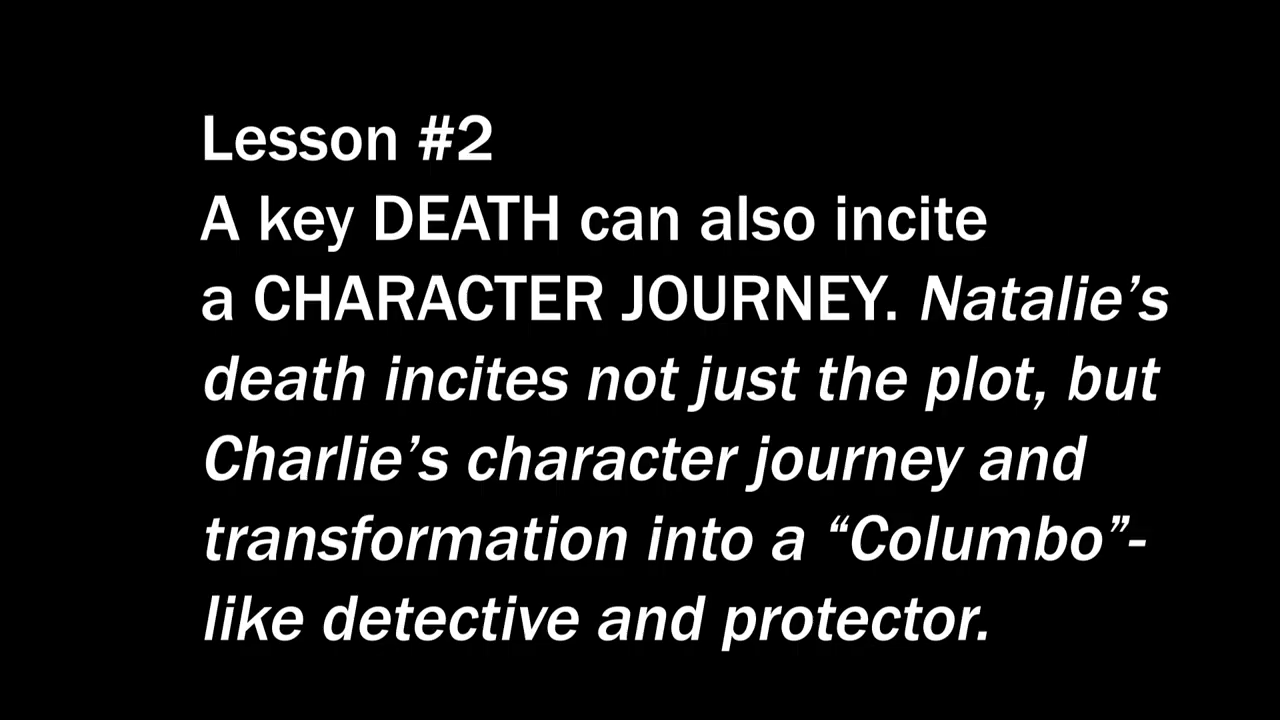 Lesson #2
A key DEATH can also incite
a CHARACTER JOURNEY. Natalie’s
death incites not just the plot, but
Charlie’s character journey and
transformation into a “Columbo”-
like detective and protector.